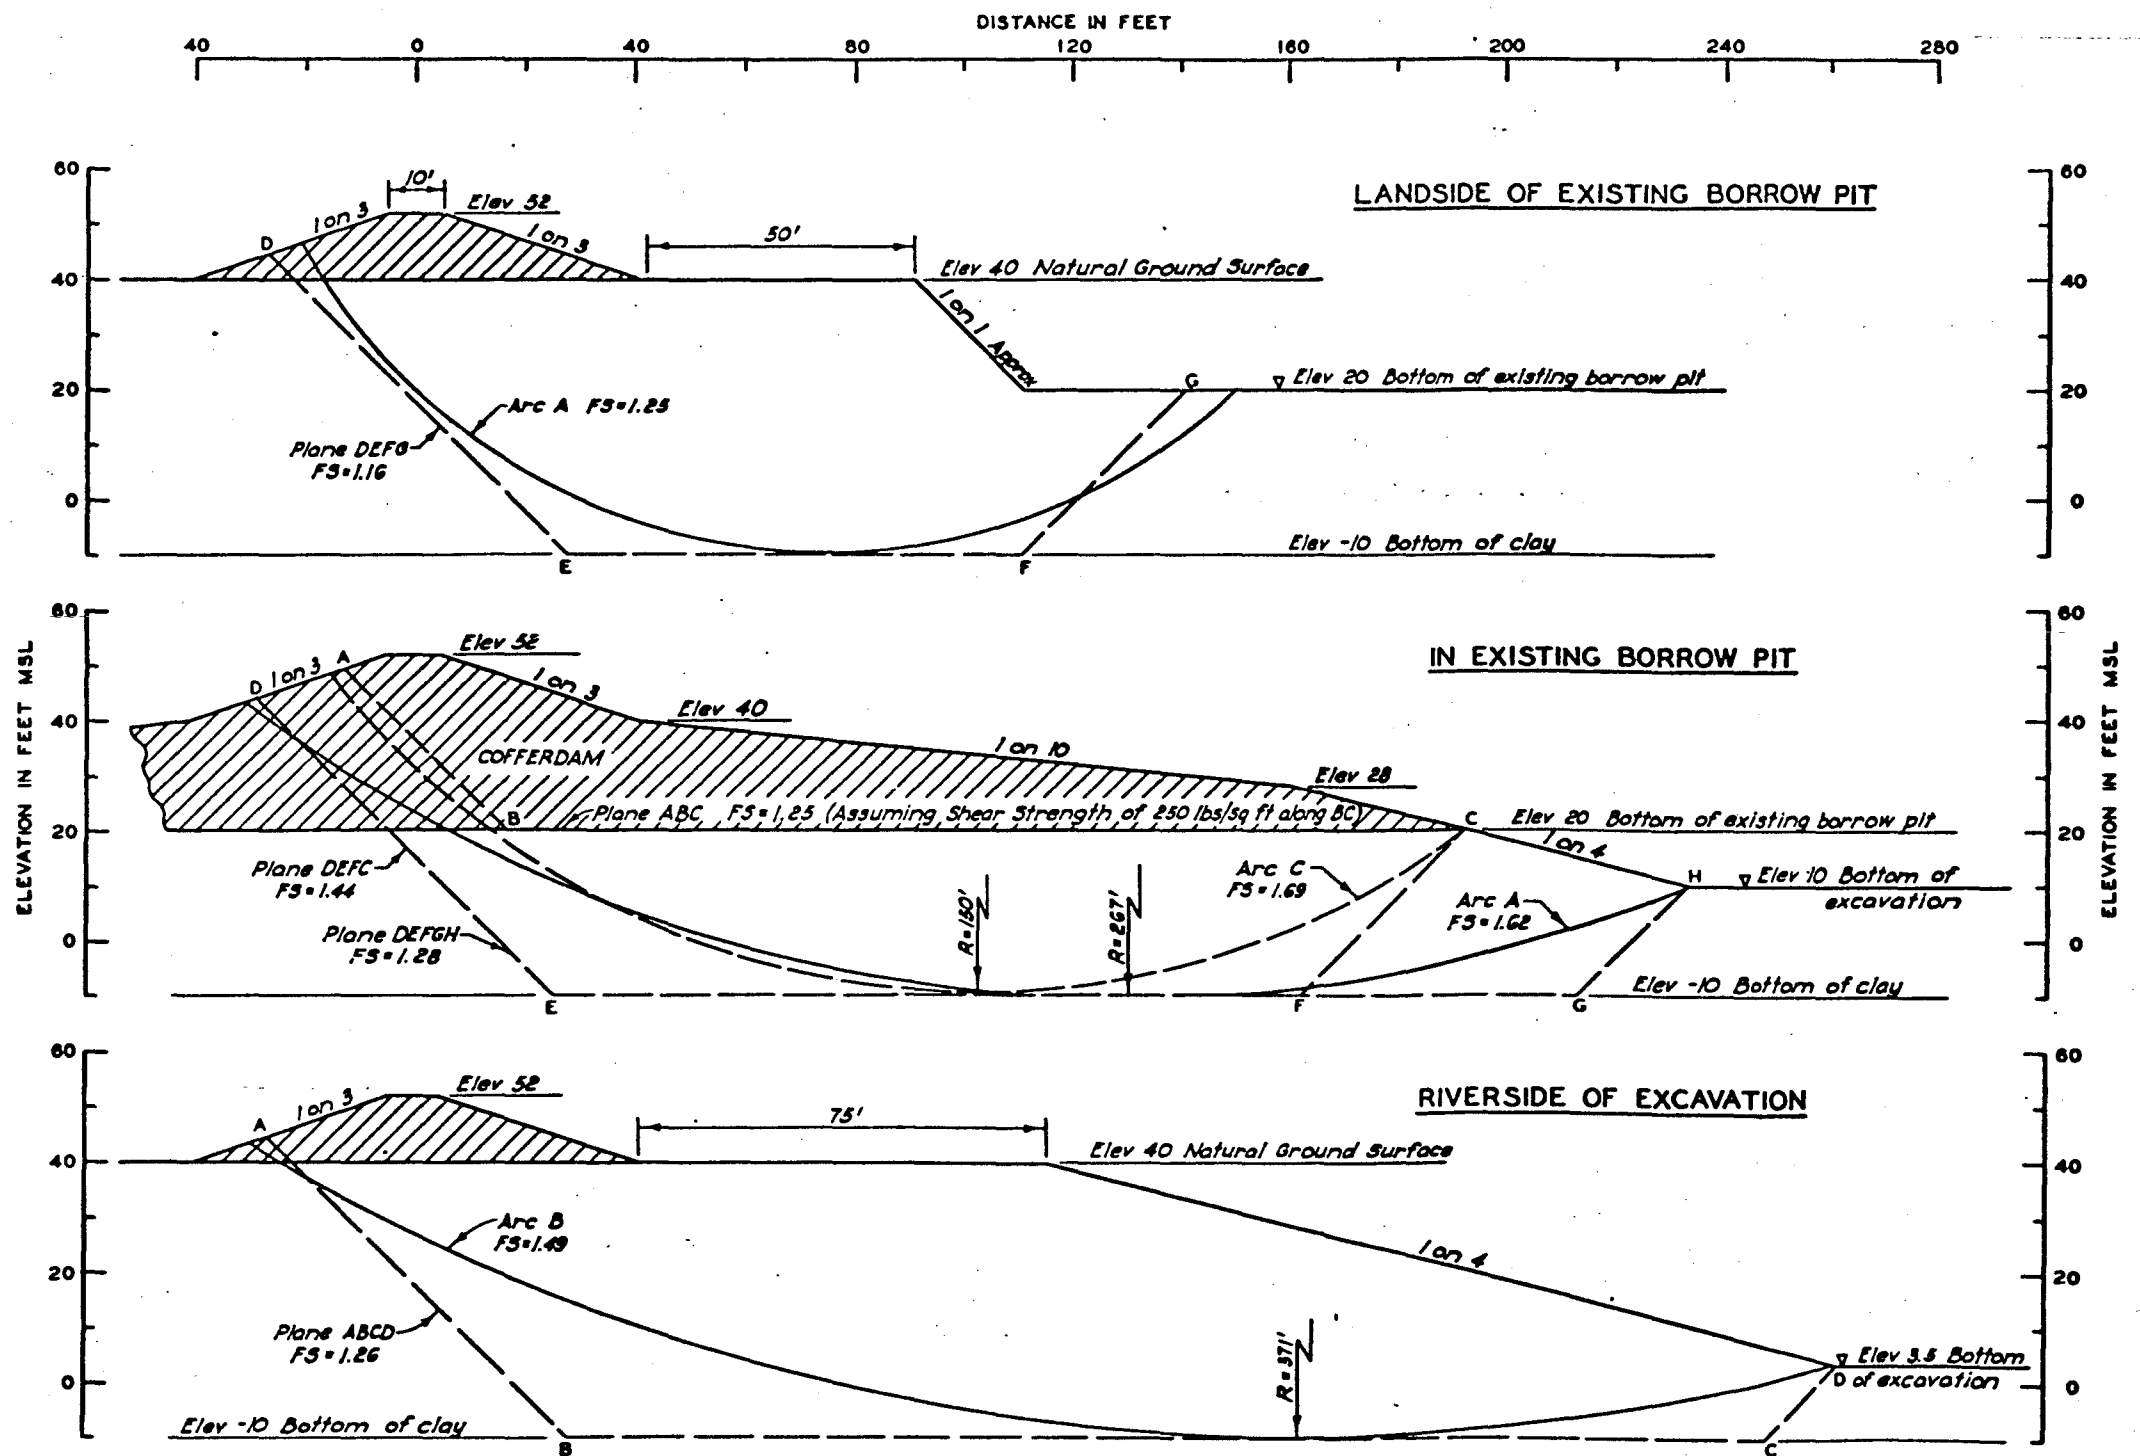 DISTANCE IN FEET
40 0 40 80 120 160 200 240 280
LANDSIDE OF EXISTING BORROW PIT
60
40
20
0
10'
1 on 3
Elev 52
1 on 3
D
50'
Elev 40 Natural Ground Surface
1 on 1 Approx
G
Elev 20 Bottom of existing borrow pit
Arc A FS=1.25
Plane DEFG
FS=1.16
Elev -10 Bottom of clay
E
F
60
40
20
0
ELEVATION IN FEET MSL
IN EXISTING BORROW PIT
60
40
20
0
D
1 on 3
A
Elev 52
1 on 3
Elev 40
COFFERDAM
1 on 10
Elev 28
B
Plane ABC FS=1,25 (Assuming Shear Strength of 250 lbs/sq ft along BC)
C
Elev 20 Bottom of existing borrow pit
1 on 4
H
Elev 10 Bottom of
excavation
Plane DEFC
FS=1.44
Plane DEFGH
FS=1.28
R=150'
R=267'
Arc C
FS=1.69
Arc A
FS=1.62
Elev -10 Bottom of clay
E
F
G
60
40
20
0
ELEVATION IN FEET MSL
RIVERSIDE OF EXCAVATION
60
40
20
0
A
1 on 3
Elev 52
75'
Elev 40 Natural Ground Surface
Arc B
FS=1.49
1 on 4
Plane ABCD
FS=1.26
R=371'
Elev 3.5 Bottom
D of excavation
Elev -10 Bottom of clay
B
C
60
40
20
0